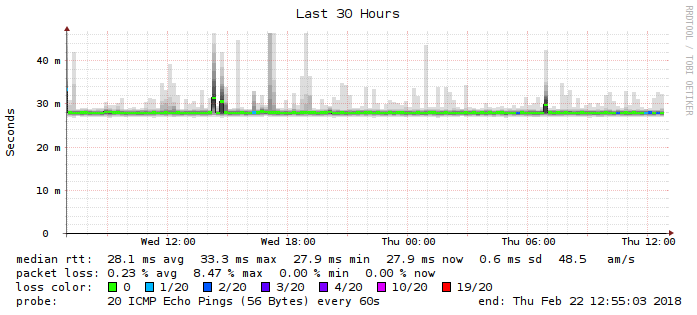 Last 30 Hours
RRDTOOL / TOBI OETIKER
Seconds
40 m
30 m
20 m
10 m
0
Wed 12:00 Wed 18:00 Thu 00:00 Thu 06:00 Thu 12:00
median rtt: 28.1 ms avg 33.3 ms max 27.9 ms min 27.9 ms now 0.6 ms sd 48.5 am/s
packet loss: 0.23 % avg 8.47 % max 0.00 % min 0.00 % now
loss color: 0 1/20 2/20 3/20 4/20 10/20 19/20
probe: 20 ICMP Echo Pings (56 Bytes) every 60s end: Thu Feb 22 12:55:03 2018